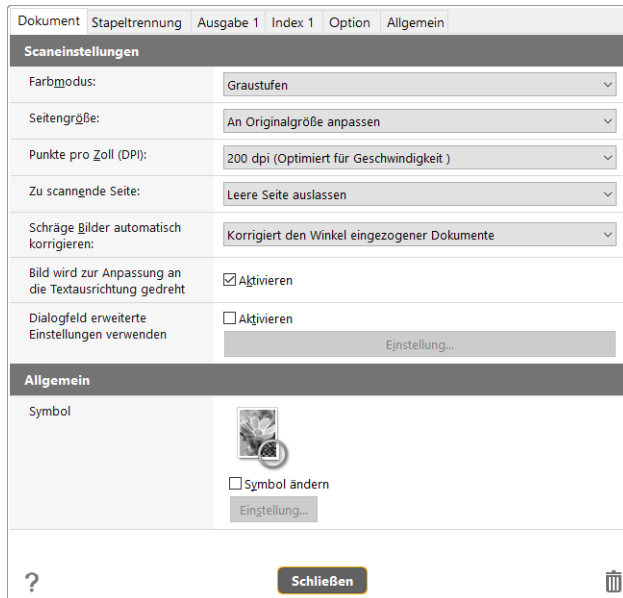 Dokument Stapeltrennung Ausgabe 1 Index 1 Option Allgemein
Scaneinstellungen
Farbmodus: Graustufen
Seitengröße: An Originalgröße anpassen
Punkte pro Zoll (DPI): 200 dpi (Optimiert für Geschwindigkeit )
Zu scannende Seite: Leere Seite auslassen
Schräge Bilder automatisch
korrigieren: Korrigiert den Winkel eingezogener Dokumente
Bild wird zur Anpassung an
die Textausrichtung gedreht Aktivieren
Dialogfeld erweiterte
Einstellungen verwenden Aktivieren
Einstellung...
Allgemein
Symbol
Symbol ändern
Einstellung...
? Schließen